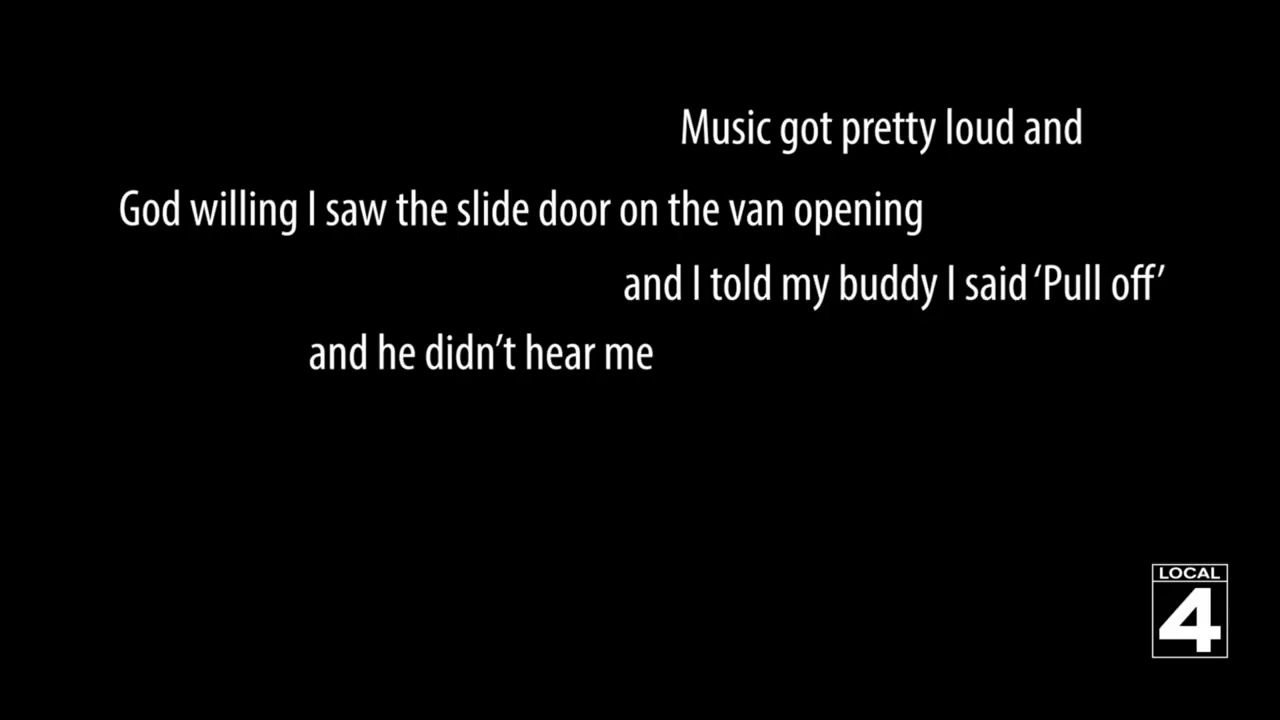 Music got pretty loud and
God willing I saw the slide door on the van opening
and I told my buddy I said ‘Pull off’
and he didn’t hear me
LOCAL
4